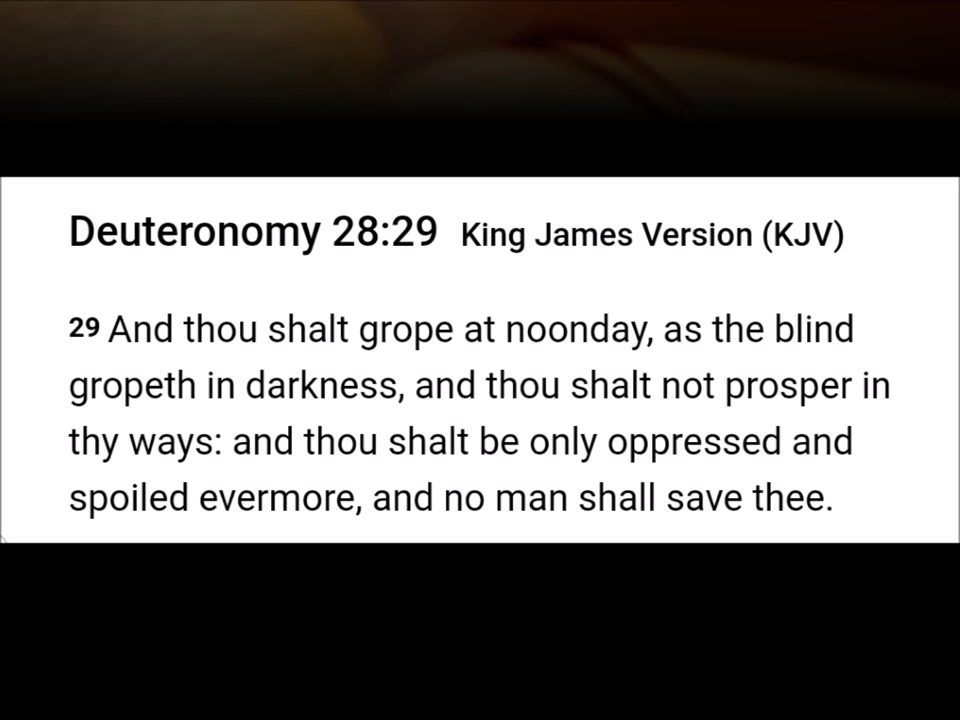 Deuteronomy 28:29 King James Version (KJV)
29 And thou shalt grope at noonday, as the blind
gropeth in darkness, and thou shalt not prosper in
thy ways: and thou shalt be only oppressed and
spoiled evermore, and no man shall save thee.